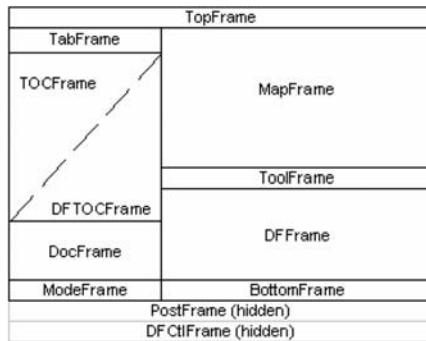 TopFrame
TabFrame
TOCFrame
MapFrame
ToolFrame
DFTOCFrame
DFFrame
DocFrame
ModeFrame
BottomFrame
PostFrame (hidden)
DFCtlFrame (hidden)